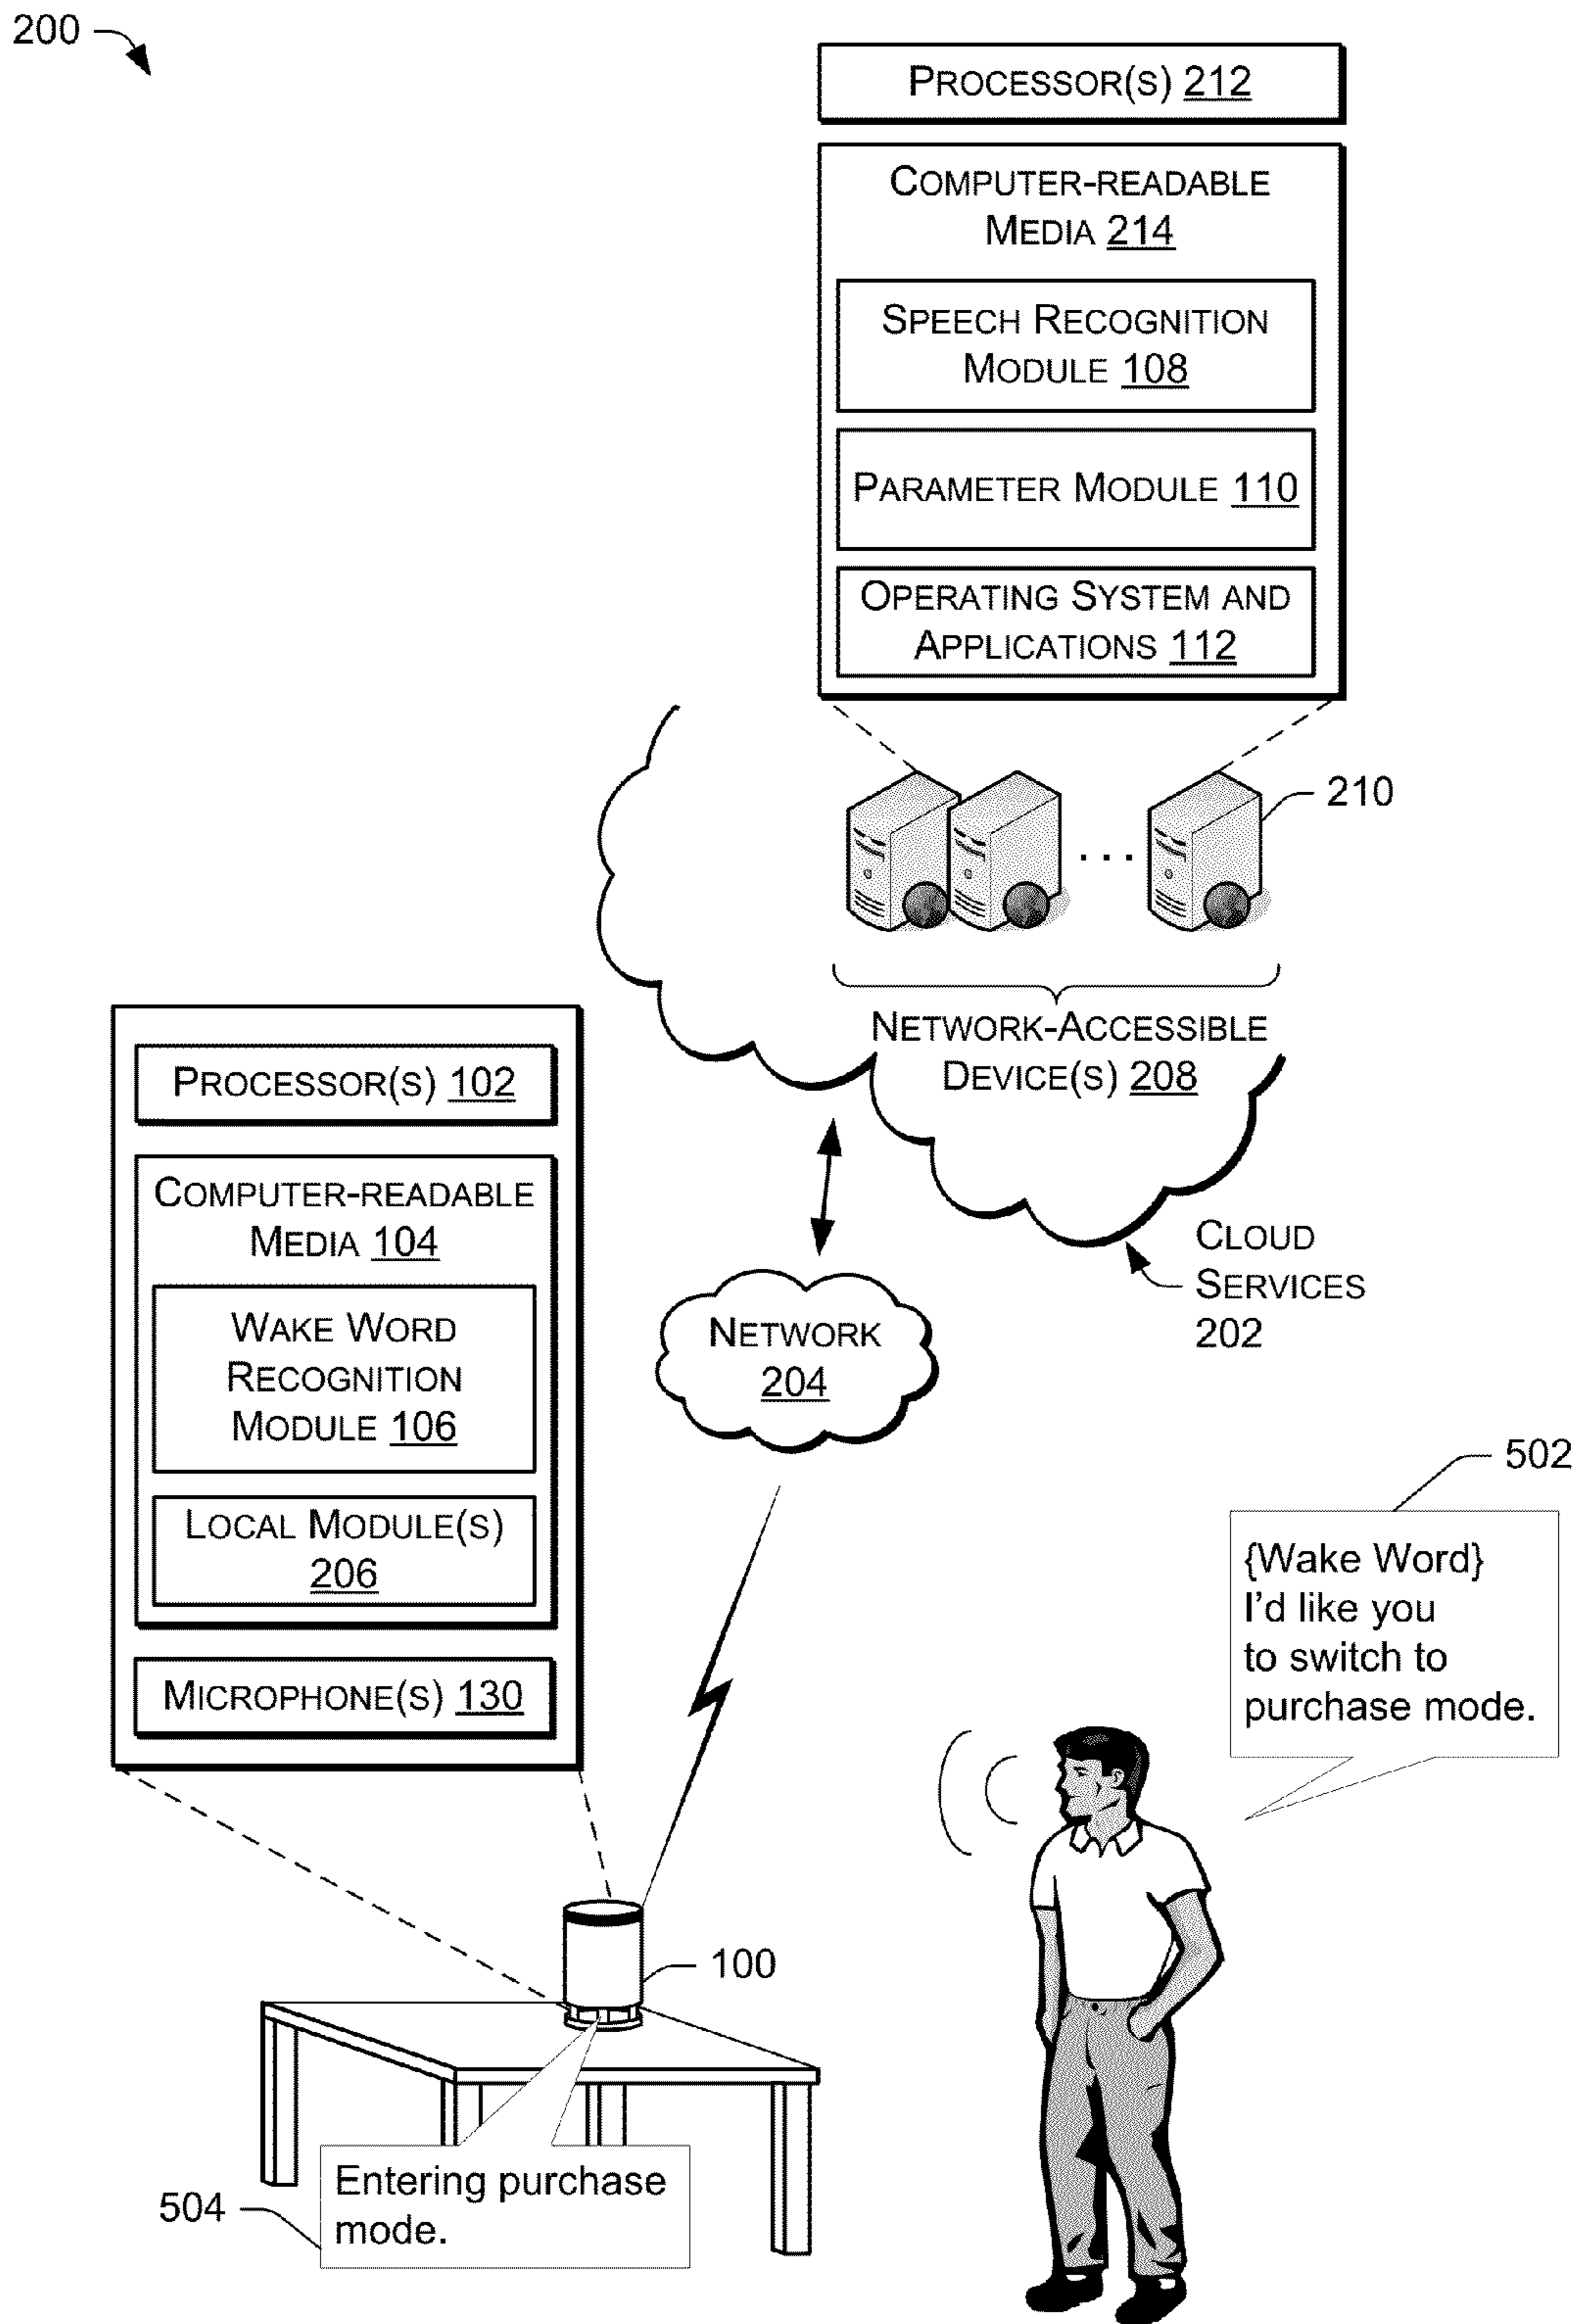 200
PROCESSOR(S) 212
COMPUTER-READABLE
MEDIA 214
SPEECH RECOGNITION
MODULE 108
PARAMETER MODULE 110
OPERATING SYSTEM AND
APPLICATIONS 112
210
...
NETWORK-ACCESSIBLE
DEVICE(S) 208
PROCESSOR(S) 102
COMPUTER-READABLE
MEDIA 104
WAKE WORD
RECOGNITION
MODULE 106
LOCAL MODULE(S)
206
MICROPHONE(S) 130
CLOUD
SERVICES
202
NETWORK
204
502
{Wake Word}
I'd like you
to switch to
purchase mode.
100
504
Entering purchase
mode.